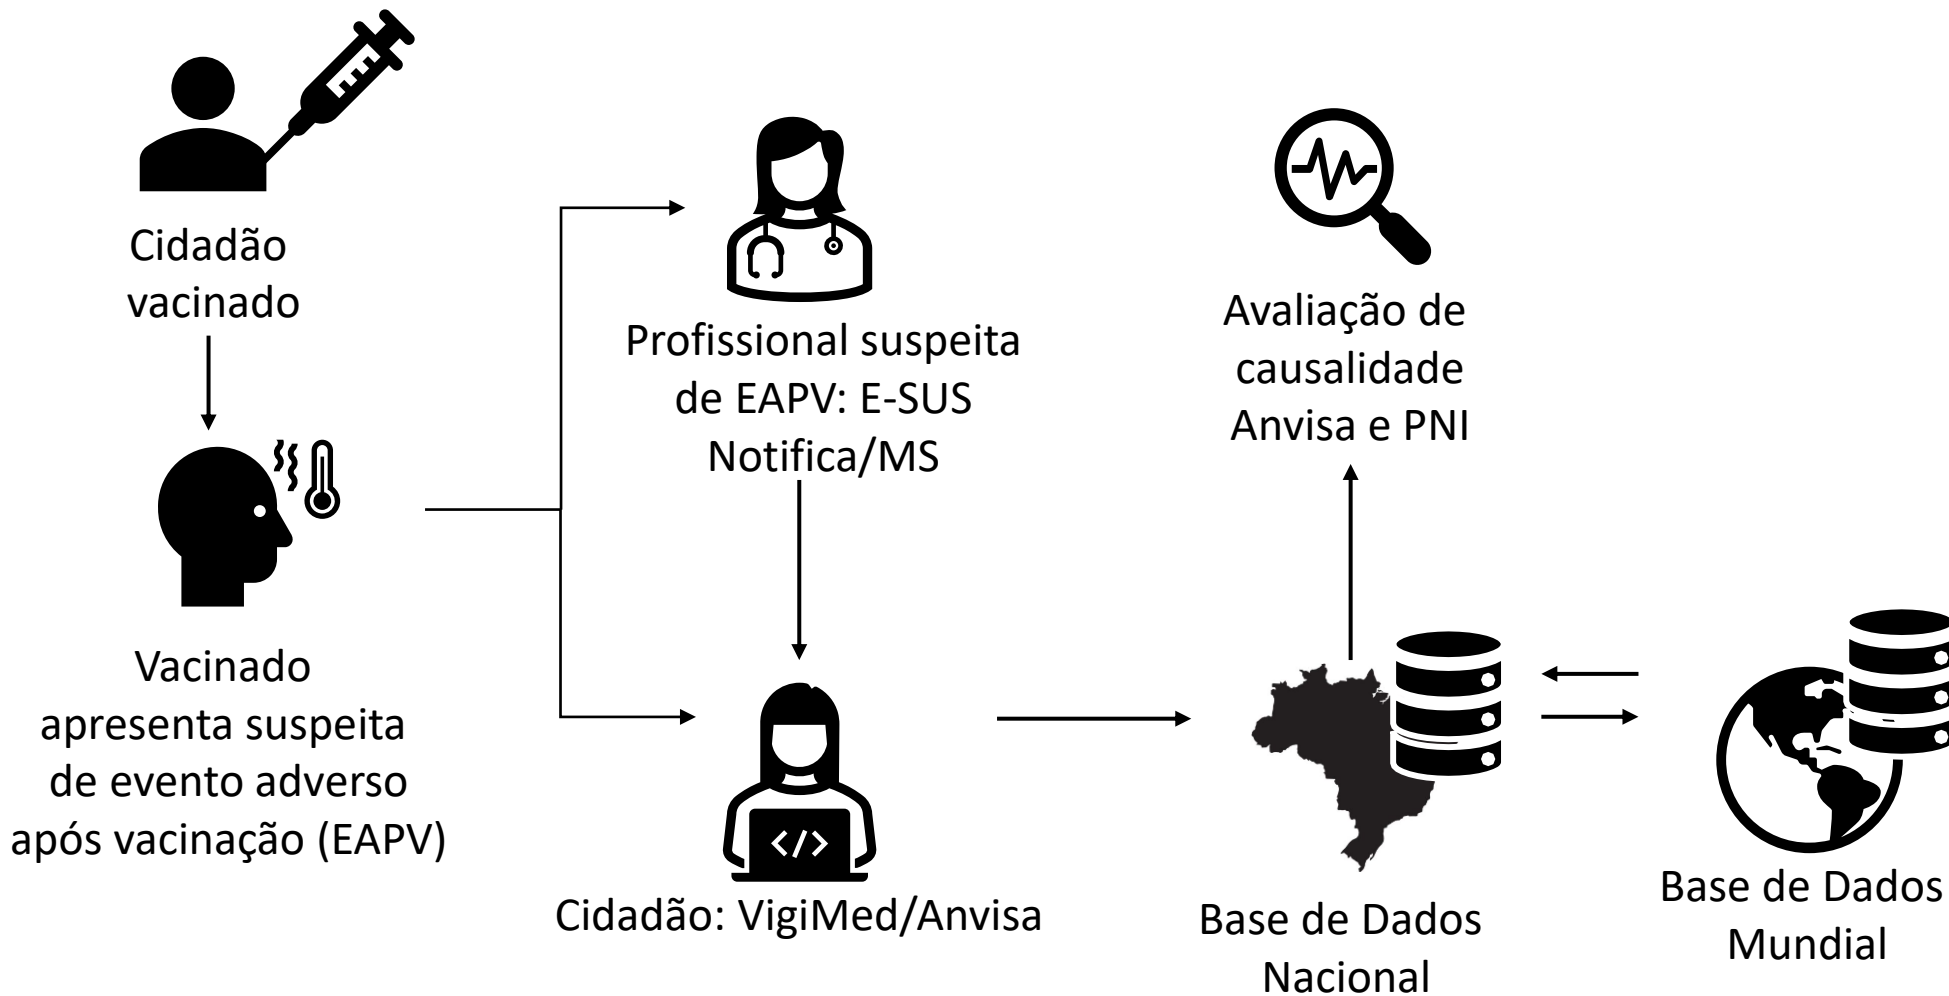 Cidadão
vacinado
Vacinado
apresenta suspeita
de evento adverso
após vacinação (EAPV)
Profissional suspeita
de EAPV: E-SUS
Notifica/MS
</>
Cidadão: VigiMed/Anvisa
Avaliação de
causalidade
Anvisa e PNI
Base de Dados
Nacional
Base de Dados
Mundial